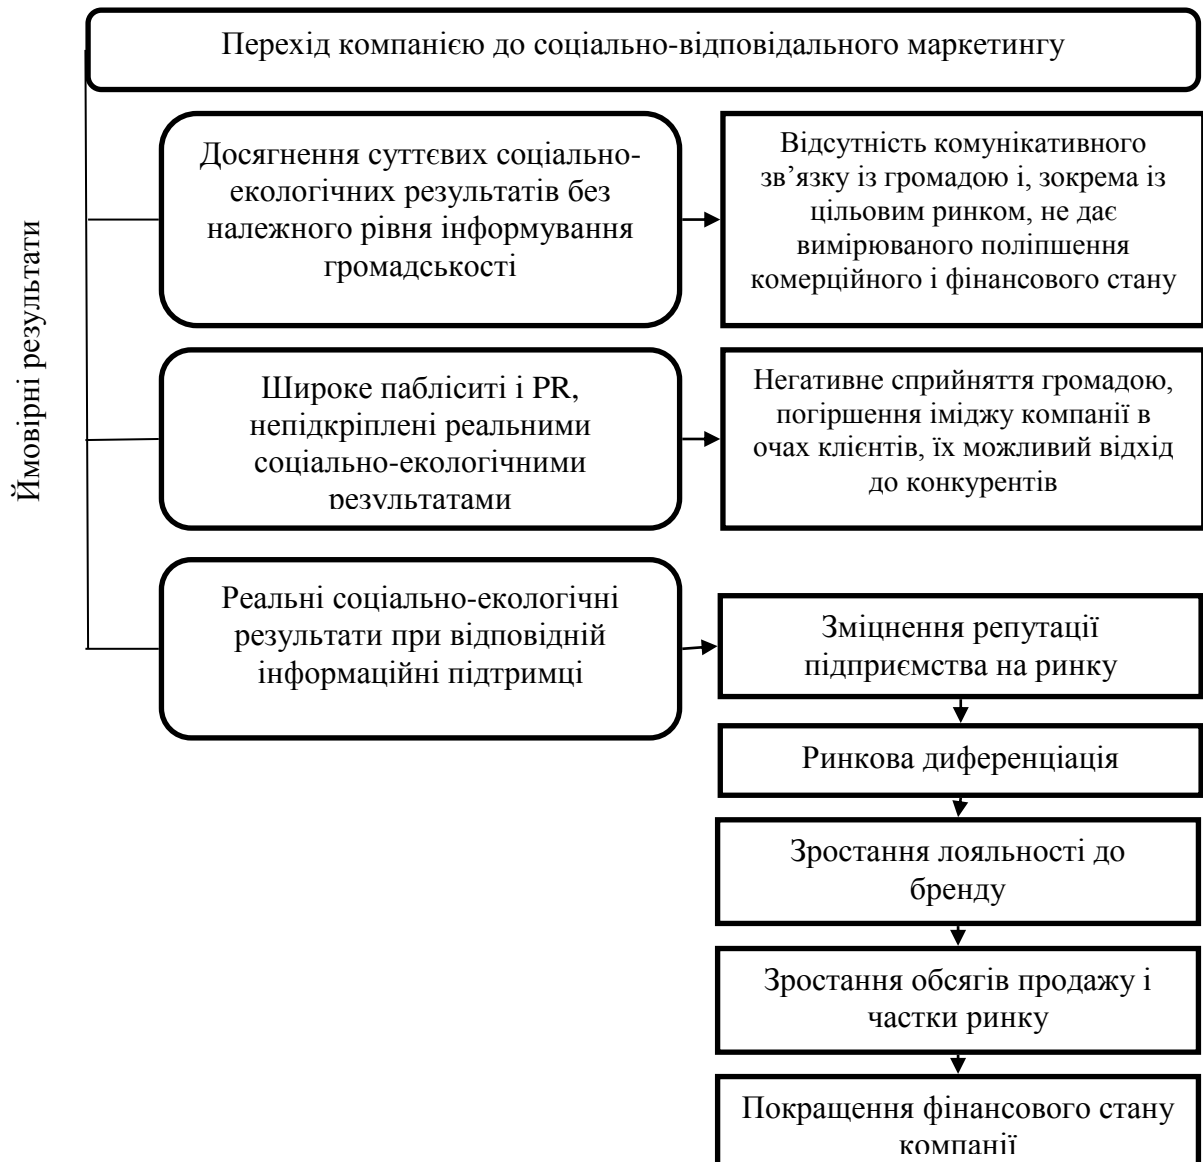 Перехід компанією до соціально-відповідального маркетингу
Ймовірні результати
Досягнення суттєвих соціально-
екологічних результатів без
належного рівня інформування
громадськості
Відсутність комунікативного
зв’язку із громадою і, зокрема із
цільовим ринком, не дає
вимірюваного поліпшення
комерційного і фінансового стану
Широке пабліситі і PR,
непідкріплені реальними
соціально-екологічними
результатами
Негативне сприйняття громадою,
погіршення іміджу компанії в
очах клієнтів, їх можливий відхід
до конкурентів
Реальні соціально-екологічні
результати при відповідній
інформаційні підтримці
Зміцнення репутації
підприємства на ринку
Ринкова диференціація
Зростання лояльності до
бренду
Зростання обсягів продажу і
частки ринку
Покращення фінансового стану
компанії